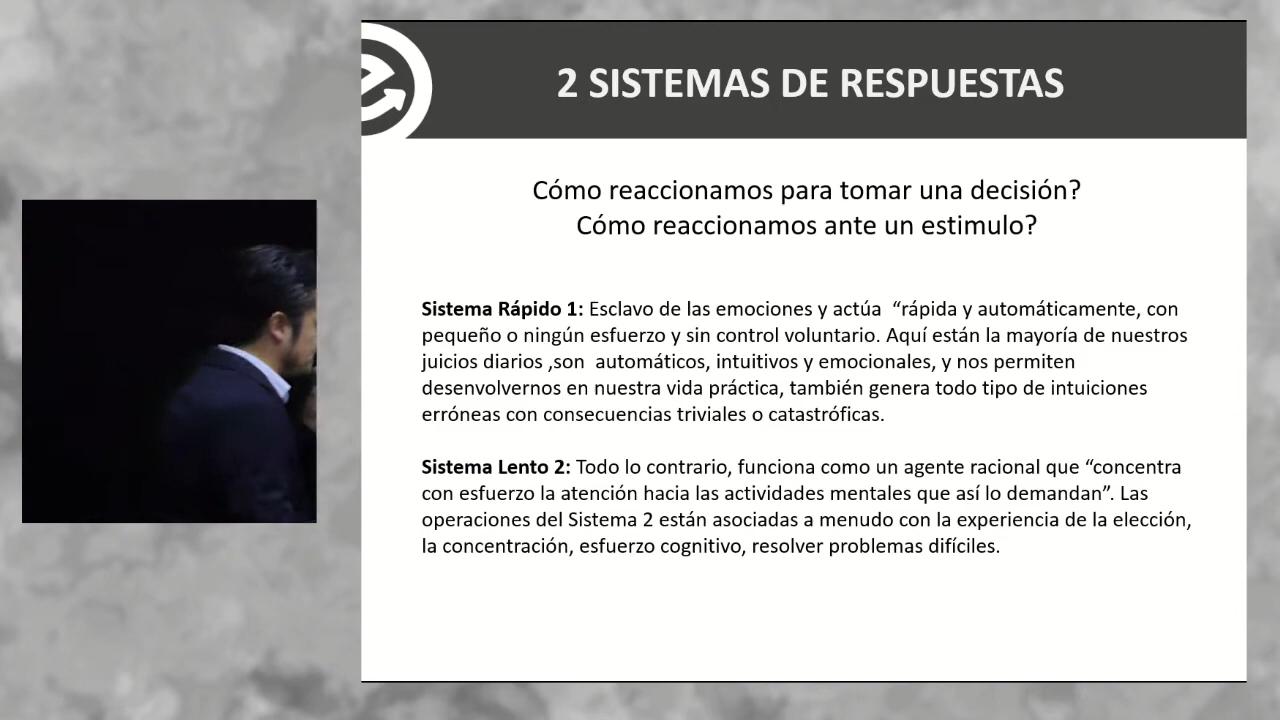 2 SISTEMAS DE RESPUESTAS
Cómo reaccionamos para tomar una decisión?
Cómo reaccionamos ante un estimulo?
Sistema Rápido 1: Esclavo de las emociones y actúa  “rápida y automáticamente, con
pequeño o ningún esfuerzo y sin control voluntario. Aquí están la mayoría de nuestros
juicios diarios ,son  automáticos, intuitivos y emocionales, y nos permiten
desenvolvernos en nuestra vida práctica, también genera todo tipo de intuiciones
erróneas con consecuencias triviales o catastróficas.
Sistema Lento 2: Todo lo contrario, funciona como un agente racional que “concentra
con esfuerzo la atención hacia las actividades mentales que así lo demandan”. Las
operaciones del Sistema 2 están asociadas a menudo con la experiencia de la elección,
la concentración, esfuerzo cognitivo, resolver problemas difíciles.